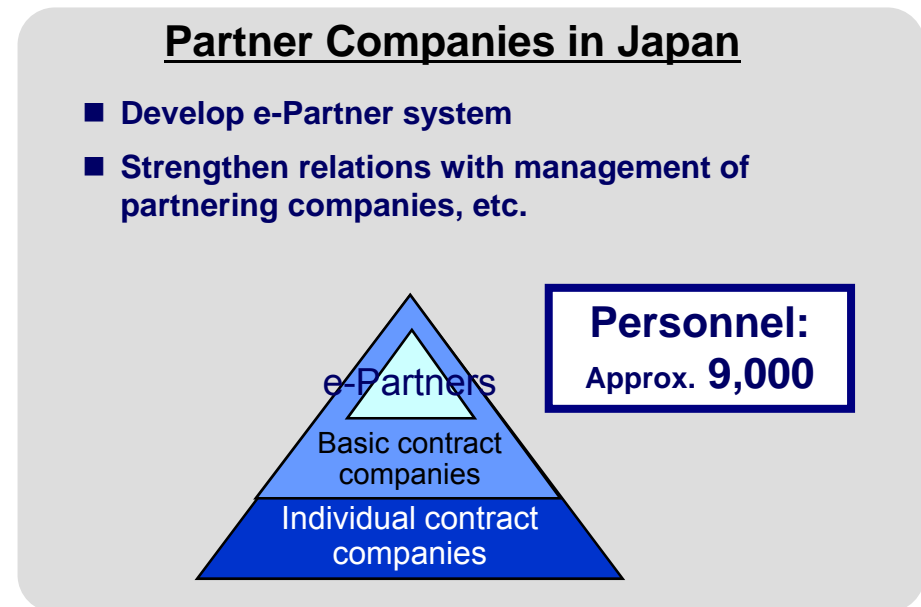 Partner Companies in Japan
■ Develop e-Partner system
■ Strengthen relations with management of
partnering companies, etc.
Personnel:
Approx. 9,000
e-Partners
Basic contract
companies
Individual contract
companies